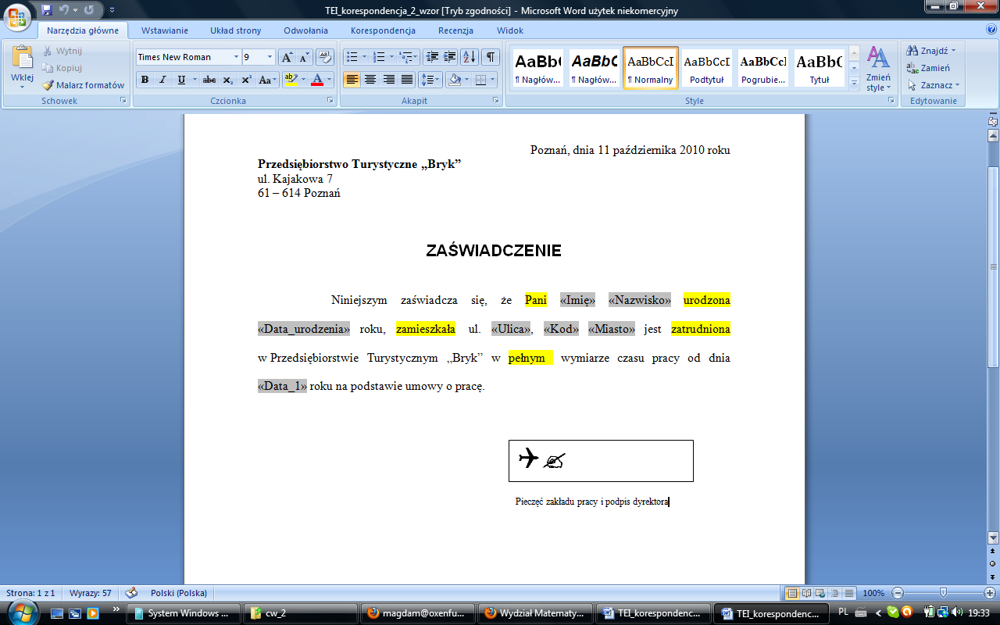 TEI_korespondencja_2_wzor [Tryb zgodności] - Microsoft Word użytek niekomercyjny
Narzędzia główne Wstawianie Układ strony Odwołania Korespondencja Recenzja Widok
Wklej
Wytnij
Kopiuj
Malarz formatów
Schowek
Times New Roman 9
Czcionka
Akapit
AaBbC AaBbC AaBbCcI AaBbCcI AaBbCcI AaBbC
¶ Nagłów... ¶ Nagłów... ¶ Normalny Podtytuł Pogrubie... Tytuł
Zmień style
Style
Znajdź
Zamień
Zaznacz
Edytowanie
Poznań, dnia 11 października 2010 roku
Przedsiębiorstwo Turystyczne „Bryk”
ul. Kajakowa 7
61 – 614 Poznań
ZAŚWIADCZENIE
Niniejszym zaświadcza się, że Pani «Imię» «Nazwisko» urodzona
«Data_urodzenia» roku, zamieszkała ul. «Ulica», «Kod» «Miasto» jest zatrudniona
w Przedsiębiorstwie Turystycznym „Bryk” w pełnym wymiarze czasu pracy od dnia
«Data_1» roku na podstawie umowy o pracę.
Pieczęć zakładu pracy i podpis dyrektora
Strona: 1 z 1 Wyrazy: 57 Polski (Polska) 100%
System Windows ... cw_2 magdam@oxenfu... Wydział Matematy... TEI_korespondenc... TEI_korespondenc... PL 19:33